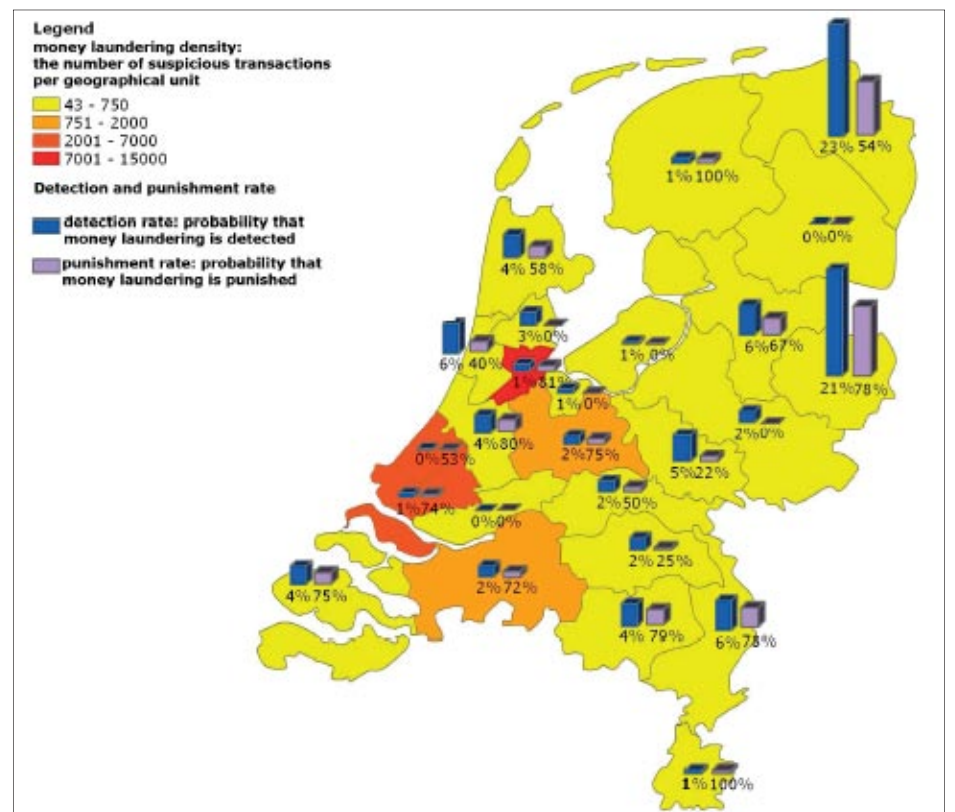 Legend
money laundering density:
the number of suspicious transactions
per geographical unit
43 - 750
751 - 2000
2001 - 7000
7001 - 15000
Detection and punishment rate
detection rate: probability that
money laundering is detected
punishment rate: probability that
money laundering is punished
23% 54%
1% 100%
0% 0%
4% 58%
3% 0%
6% 40%
1% 0%
6% 67%
21% 78%
1% 81%
1% 0%
4% 80%
2% 75%
2% 0%
0% 53%
5% 22%
1% 74%
2% 50%
0% 0%
2% 25%
4% 75%
2% 72%
4% 79%
6% 78%
1% 100%